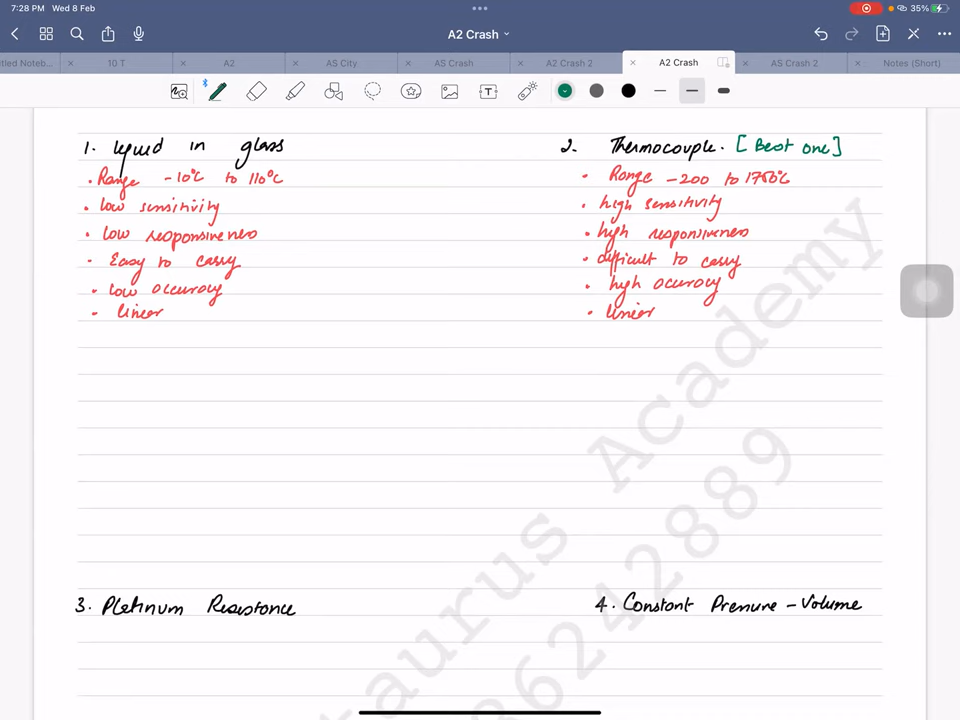 7:28 PM Wed 8 Feb
35%
A2 Crash
10 T
A2
AS City
AS Crash
A2 Crash 2
A2 Crash
AS Crash 2
Notes (Short)
1. liquid in glass
• Range -10°C to 110°C
• low sensitivity
• low responsiveness
• Easy to carry
• low accuracy
• linear
2. Thermocouple. [Best one]
• Range -200 to 1750°C
• high sensitivity
• high responsiveness
• difficult to carry
• high accuracy
• linear
3. Platinum Resistance
4. Constant Pressure - Volume
Academy